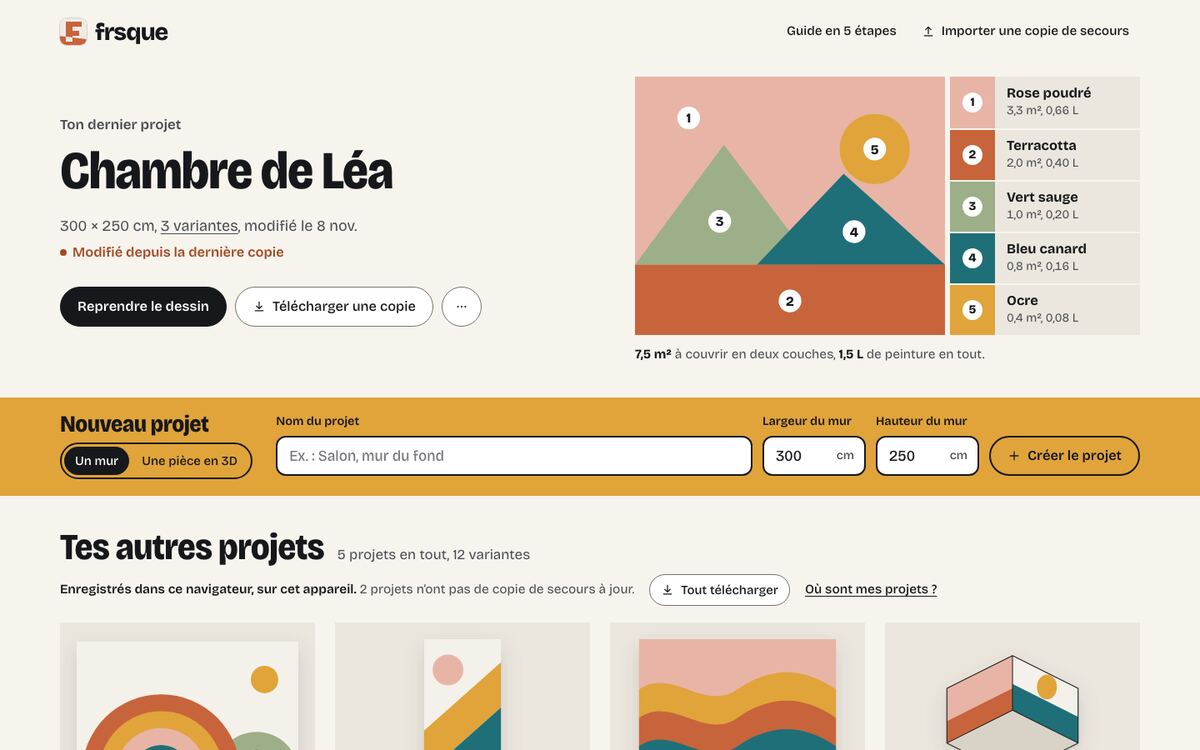 frsque
Guide en 5 étapes
Importer une copie de secours
Ton dernier projet
Chambre de Léa
300 × 250 cm, 3 variantes, modifié le 8 nov.
Modifié depuis la dernière copie
Reprendre le dessin
Télécharger une copie
...
1
5
3
4
2
1
Rose poudré
3,3 m², 0,66 L
2
Terracotta
2,0 m², 0,40 L
3
Vert sauge
1,0 m², 0,20 L
4
Bleu canard
0,8 m², 0,16 L
5
Ocre
0,4 m², 0,08 L
7,5 m² à couvrir en deux couches, 1,5 L de peinture en tout.
Nouveau projet
Un mur
Une pièce en 3D
Nom du projet
Ex. : Salon, mur du fond
Largeur du mur
300 cm
Hauteur du mur
250 cm
+ Créer le projet
Tes autres projets
5 projets en tout, 12 variantes
Enregistrés dans ce navigateur, sur cet appareil. 2 projets n'ont pas de copie de secours à jour.
Tout télécharger
Où sont mes projets ?